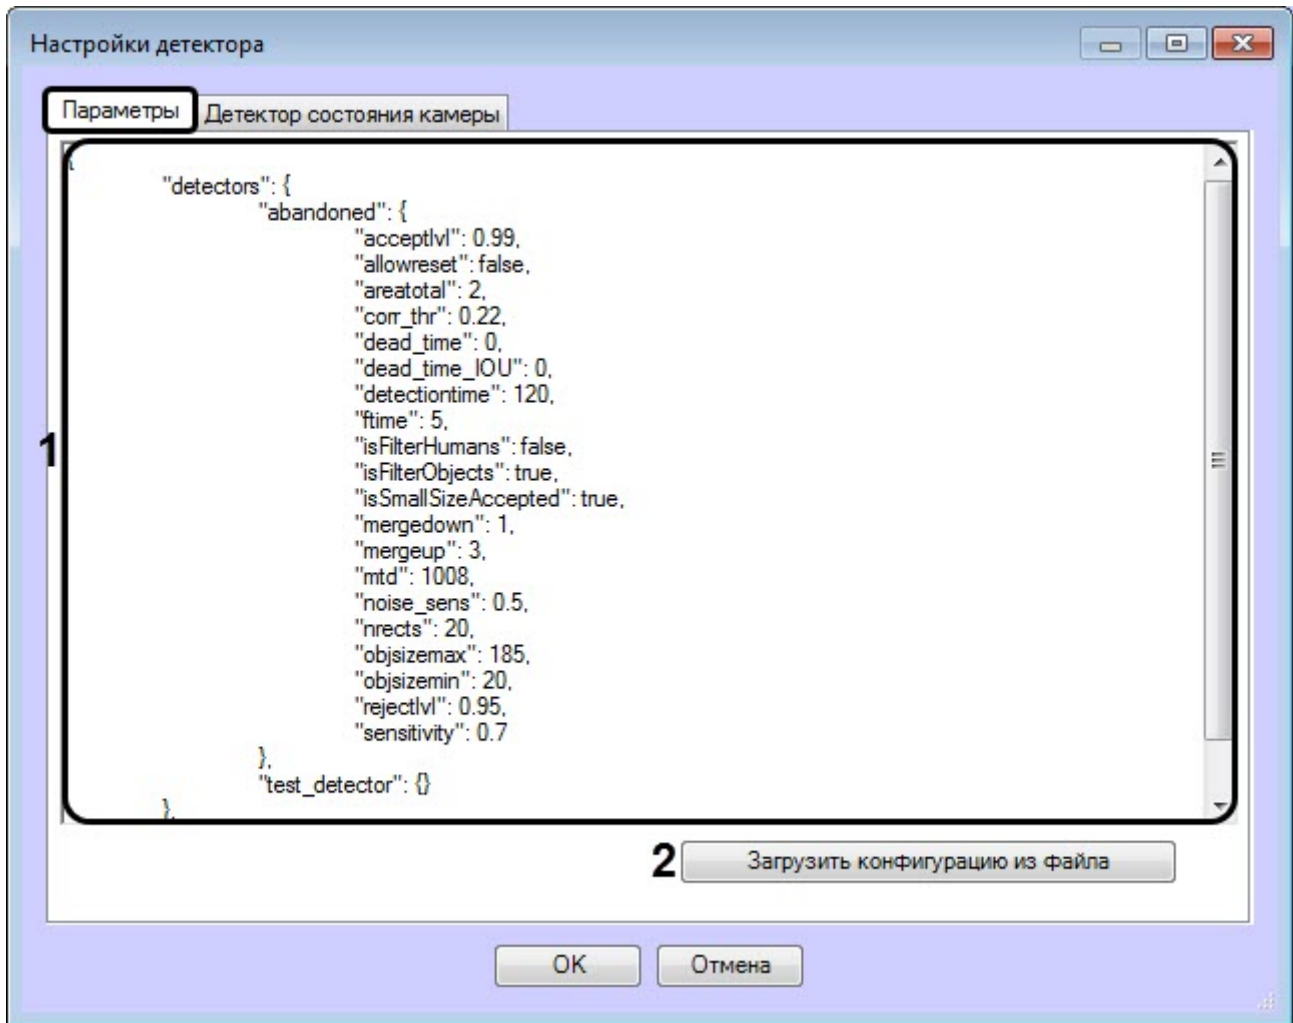 Настройки детектора
Параметры Детектор состояния камеры
{
"detectors": {
"abandoned": {
"acceptlvl": 0.99,
"allowreset": false,
"areatotal": 2,
"corr_thr": 0.22,
"dead_time": 0,
"dead_time_IOU": 0,
"detectiontime": 120,
"ftime": 5,
1
"isFilterHumans": false,
"isFilterObjects": true,
"isSmallSizeAccepted": true,
"mergedown": 1,
"mergeup": 3,
"mtd": 1008,
"noise_sens": 0.5,
"nrects": 20,
"objsizemax": 185,
"objsizemin": 20,
"rejectlvl": 0.95,
"sensitivity": 0.7
},
"test_detector": {}
},
2 Загрузить конфигурацию из файла
OK Отмена